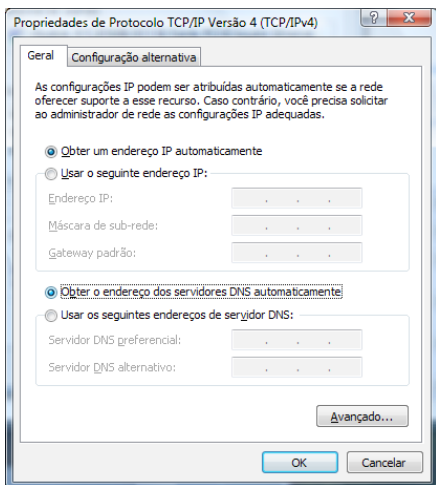 Propriedades de Protocolo TCP/IP Versão 4 (TCP/IPv4)
Geral
Configuração alternativa
As configurações IP podem ser atribuídas automaticamente se a rede
oferecer suporte a esse recurso. Caso contrário, você precisa solicitar
ao administrador de rede as configurações IP adequadas.
Obter um endereço IP automaticamente
Usar o seguinte endereço IP:
Endereço IP:
Máscara de sub-rede:
Gateway padrão:
Obter o endereço dos servidores DNS automaticamente
Usar os seguintes endereços de servidor DNS:
Servidor DNS preferencial:
Servidor DNS alternativo:
Avançado...
OK
Cancelar